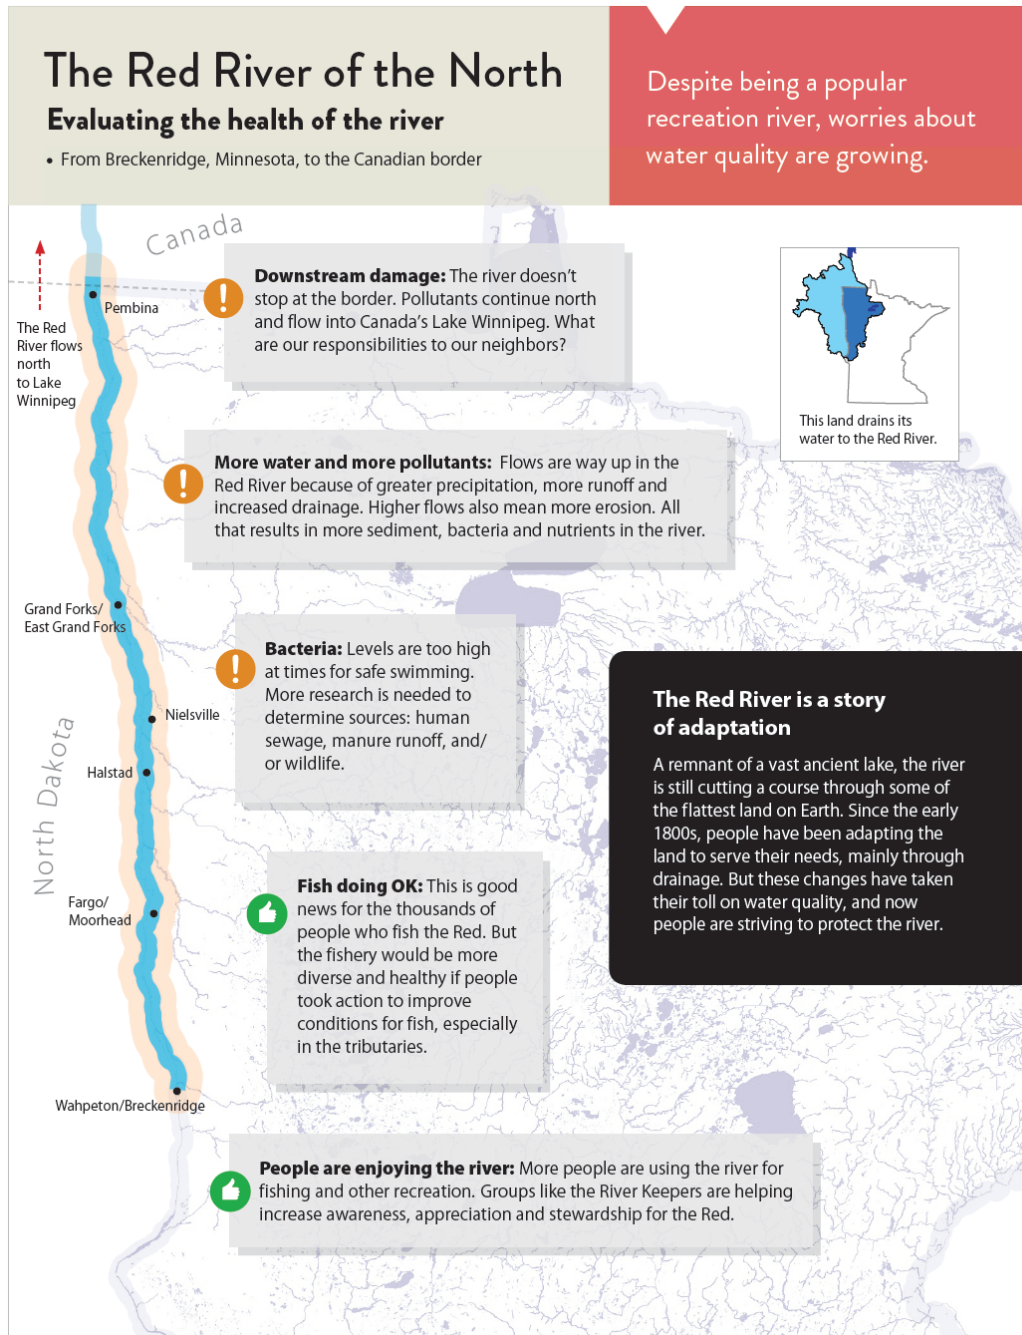 The Red River of the North
Evaluating the health of the river
• From Breckenridge, Minnesota, to the Canadian border
Despite being a popular
recreation river, worries about
water quality are growing.
Canada
Pembina
The Red
River flows
north
to Lake
Winnipeg
Downstream damage: The river doesn't
stop at the border. Pollutants continue north
and flow into Canada's Lake Winnipeg. What
are our responsibilities to our neighbors?
This land drains its
water to the Red River.
More water and more pollutants: Flows are way up in the
Red River because of greater precipitation, more runoff and
increased drainage. Higher flows also mean more erosion. All
that results in more sediment, bacteria and nutrients in the river.
Grand Forks/
East Grand Forks
Bacteria: Levels are too high
at times for safe swimming.
More research is needed to
determine sources: human
sewage, manure runoff, and/
or wildlife.
Nielsville
Halstad
North Dakota
The Red River is a story
of adaptation
A remnant of a vast ancient lake, the river
is still cutting a course through some of
the flattest land on Earth. Since the early
1800s, people have been adapting the
land to serve their needs, mainly through
drainage. But these changes have taken
their toll on water quality, and now
people are striving to protect the river.
Fargo/
Moorhead
Fish doing OK: This is good
news for the thousands of
people who fish the Red. But
the fishery would be more
diverse and healthy if people
took action to improve
conditions for fish, especially
in the tributaries.
Wahpeton/Breckenridge
People are enjoying the river: More people are using the river for
fishing and other recreation. Groups like the River Keepers are helping
increase awareness, appreciation and stewardship for the Red.